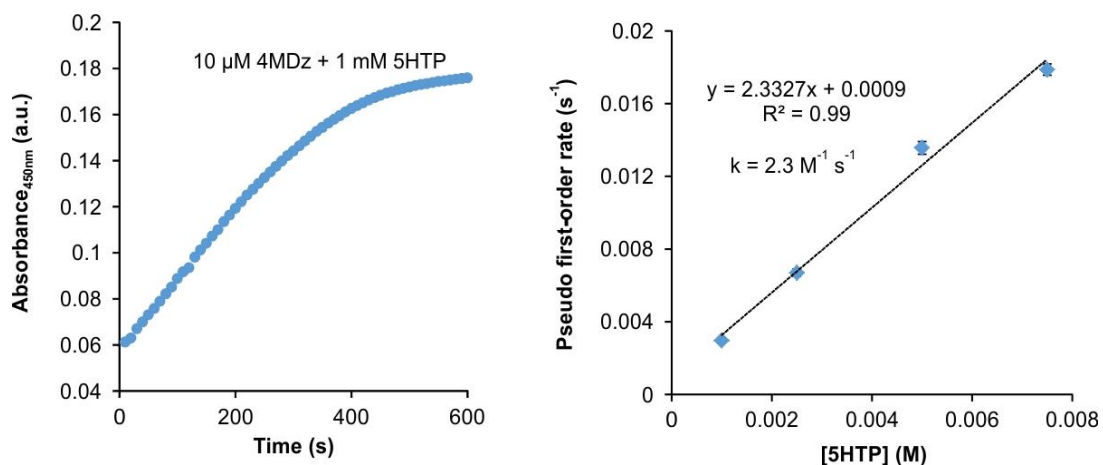 0.2
0.18
0.16
0.14
0.12
0.1
0.08
0.06
0.04
Absorbance450nm (a.u.)
10 µM 4MDz + 1 mM 5HTP
0 200 400 600
Time (s)
0.02
0.016
0.012
0.008
0.004
0
Pseudo first-order rate (s⁻¹)
y = 2.3327x + 0.0009
R² = 0.99
k = 2.3 M⁻¹ s⁻¹
0 0.002 0.004 0.006 0.008
[5HTP] (M)